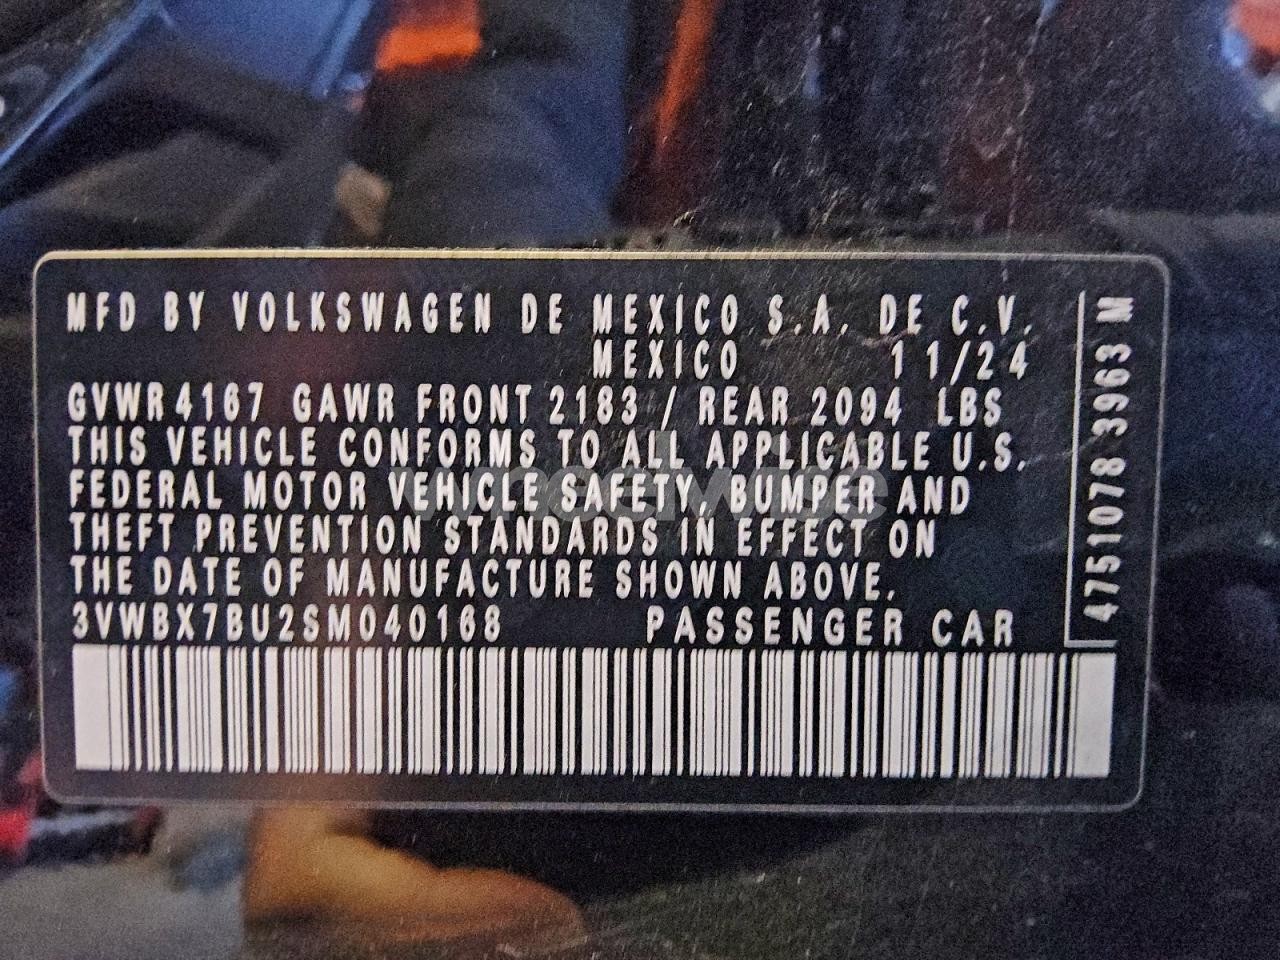 MFD BY VOLKSWAGEN DE MEXICO S.A. DE C.V.
MEXICO 11/24
GVWR 4167 GAWR FRONT 2183 / REAR 2094 LBS
THIS VEHICLE CONFORMS TO ALL APPLICABLE U.S.
FEDERAL MOTOR VEHICLE SAFETY, BUMPER AND
THEFT PREVENTION STANDARDS IN EFFECT ON
THE DATE OF MANUFACTURE SHOWN ABOVE.
3VWBX7BU2SM040168 PASSENGER CAR
4751078 3963 M
wheelwise